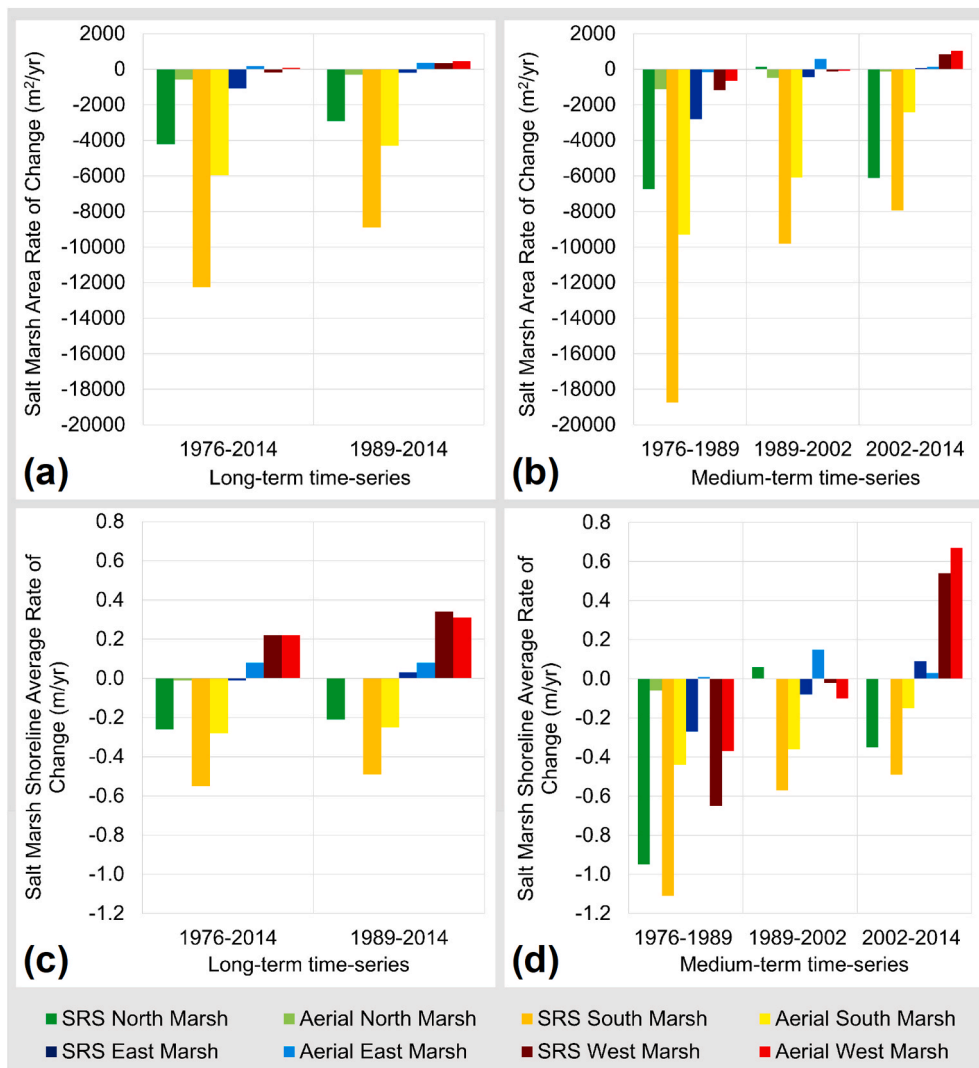 Salt Marsh Area Rate of Change (m²/yr)
2000
0
-2000
-4000
-6000
-8000
-10000
-12000
-14000
-16000
-18000
-20000
1976-2014
1989-2014
(a)
Long-term time-series
Salt Marsh Area Rate of Change (m²/yr)
2000
0
-2000
-4000
-6000
-8000
-10000
-12000
-14000
-16000
-18000
-20000
1976-1989
1989-2002
2002-2014
(b)
Medium-term time-series
Salt Marsh Shoreline Average Rate of
Change (m/yr)
0.8
0.6
0.4
0.2
0.0
-0.2
-0.4
-0.6
-0.8
-1.0
-1.2
1976-2014
1989-2014
(c)
Long-term time-series
Salt Marsh Shoreline Average Rate of
Change (m/yr)
0.8
0.6
0.4
0.2
0.0
-0.2
-0.4
-0.6
-0.8
-1.0
-1.2
1976-1989
1989-2002
2002-2014
(d)
Medium-term time-series
SRS North Marsh
Aerial North Marsh
SRS South Marsh
Aerial South Marsh
SRS East Marsh
Aerial East Marsh
SRS West Marsh
Aerial West Marsh